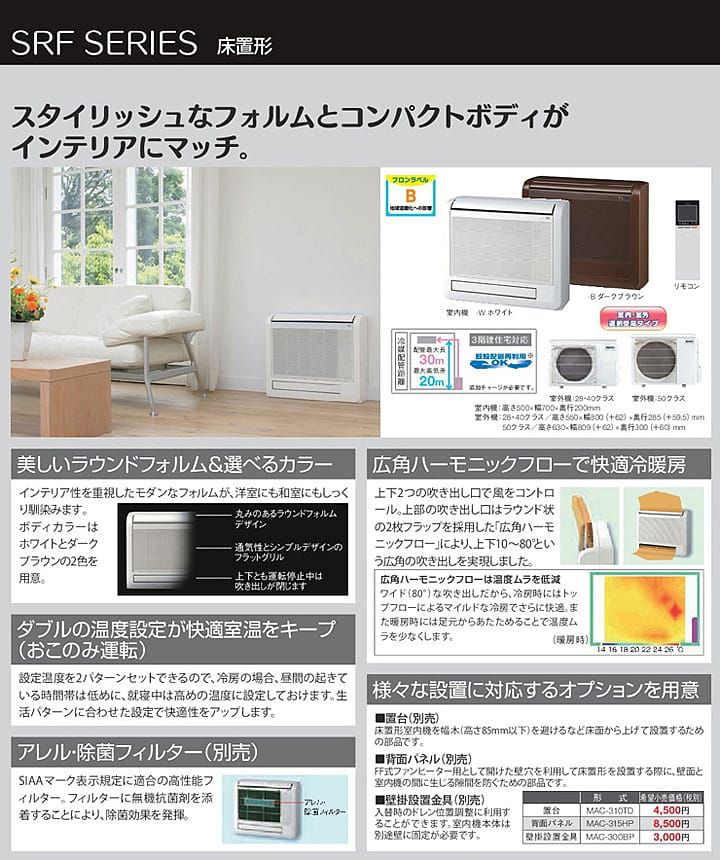 SRF SERIES 床置形
スタイリッシュなフォルムとコンパクトボディが
インテリアにマッチ。
フロンラベル
B
地球温暖化への影響
リモコン
-B ダークブラウン
室内機 -W ホワイト
冷媒配管距離
配管最大長
30m
最大高低差
20m
3階建住宅対応
既設配管再利用※
OK
追加チャージが必要です。
室外機:28・40クラス
室外機:50クラス
室内機:高さ600×幅700×奥行200mm
室外機:28・40クラス/高さ550×幅800(+62)×奥行285(+59.5)mm
50クラス/高さ630×幅809(+62)×奥行300(+60)mm
美しいラウンドフォルム&選べるカラー
インテリア性を重視したモダンなフォルムが、洋室にも和室にもしっく
り馴染みます。
ボディカラーは
ホワイトとダーク
ブラウンの2色を
用意。
丸みのあるラウンドフォルム
デザイン
通気性とシンプルデザインの
フラットグリル
上下とも運転停止中は
吹き出しが閉じます
ダブルの温度設定が快適室温をキープ
(おこのみ運転)
設定温度を2パターンセットできるので、冷房の場合、昼間の起きて
いる時間帯は低めに、就寝中は高めの温度に設定しておけます。生
活パターンに合わせた設定で快適性をアップします。
アレル・除菌フィルター(別売)
SIAAマーク表示規定に適合の高性能フ
ィルター。フィルターに無機抗菌剤を添
着することにより、除菌効果を発揮。
アレル・
除菌フィルター
広角ハーモニックフローで快適冷暖房
上下2つの吹き出し口で風をコントロ
ール。上部の吹き出し口はラウンド状
の2枚フラップを採用した「広角ハーモ
ニックフロー」により、上下10〜80°とい
う広角の吹き出しを実現しました。
広角ハーモニックフローは温度ムラを低減
ワイド(80°)な吹き出しだから、冷房時にはトッ
プフローによるマイルドな冷房でさらに快適。ま
た暖房時には足元からあたためることで温度ム
ラを少なくします。
(暖房時)
14 16 18 20 22 24 26 ℃
様々な設置に対応するオプションを用意
■置台(別売)
床置形室内機を幅木(高さ85mm以下)を避けるなど床面から上げて設置するため
の部品です。
■背面パネル(別売)
FF式ファンヒーター用として開けた壁穴を利用して床置形を設置する際に、壁面と
室内機の間に生じる隙間を防ぐための部品です。
■壁掛設置金具(別売)
入替時のドレン位置調整に利用す
ることができます。室内機本体は
別途壁に固定が必要です。
形 式 希望小売価格(税別)
置台 MAC-310TD 4,500円
背面パネル MAC-315HP 8,500円
壁掛設置金具 MAC-300BP 3,000円